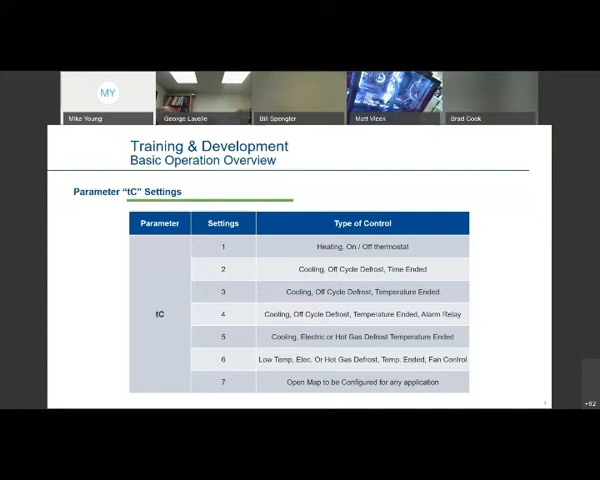 MY
Mike Young
George Lavelle
Bill Spengler
Matt Vlcek
Brad Cook
Training & Development
Basic Operation Overview
Parameter “tC” Settings
Parameter Settings Type of Control
1 Heating, On / Off thermostat
2 Cooling, Off Cycle Defrost, Time Ended
3 Cooling, Off Cycle Defrost, Temperature Ended
tC 4 Cooling, Off Cycle Defrost, Temperature Ended, Alarm Relay
5 Cooling, Electric or Hot Gas Defrost Temperature Ended
6 Low Temp, Elec. Or Hot Gas Defrost, Temp. Ended, Fan Control
7 Open Map to be Configured for any application
+92